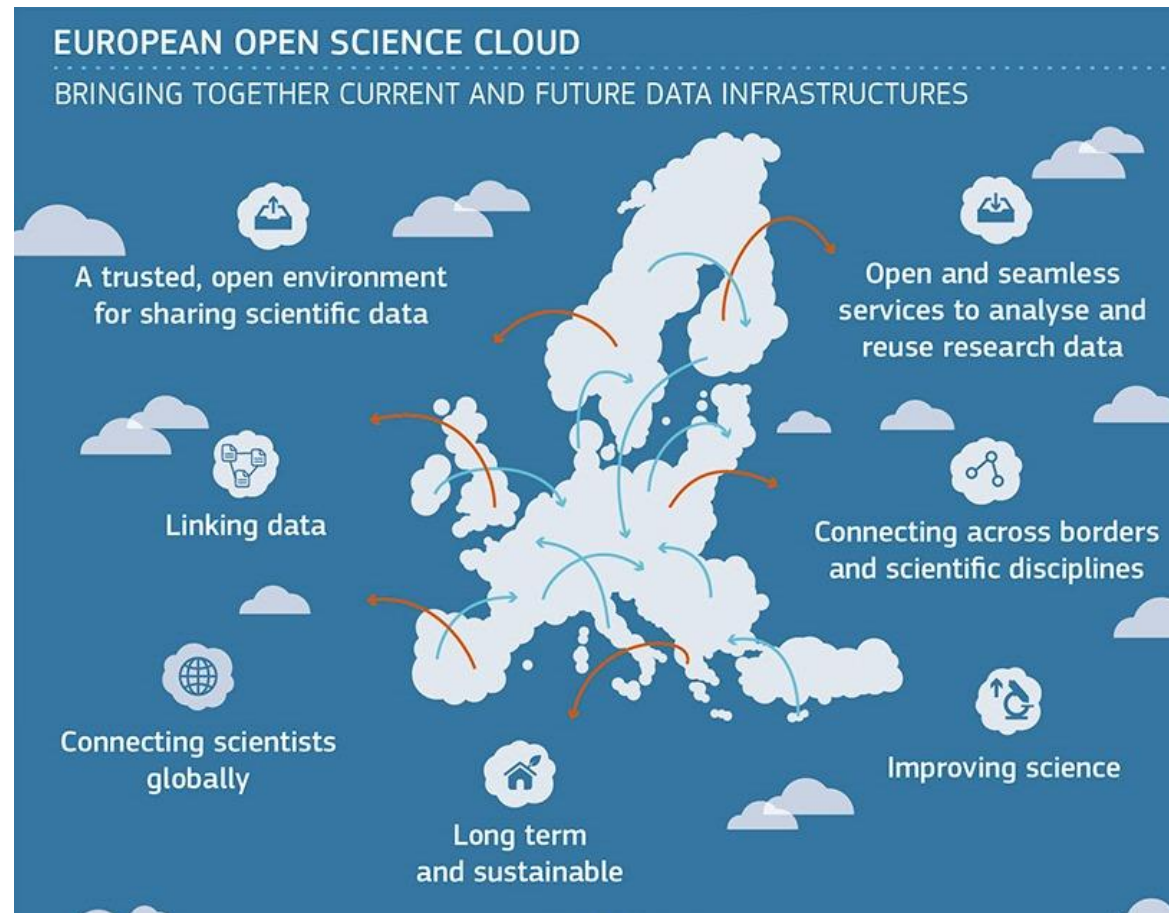 EUROPEAN OPEN SCIENCE CLOUD
BRINGING TOGETHER CURRENT AND FUTURE DATA INFRASTRUCTURES
A trusted, open environment
for sharing scientific data
Open and seamless
services to analyse and
reuse research data
Linking data
Connecting across borders
and scientific disciplines
Connecting scientists
globally
Improving science
Long term
and sustainable